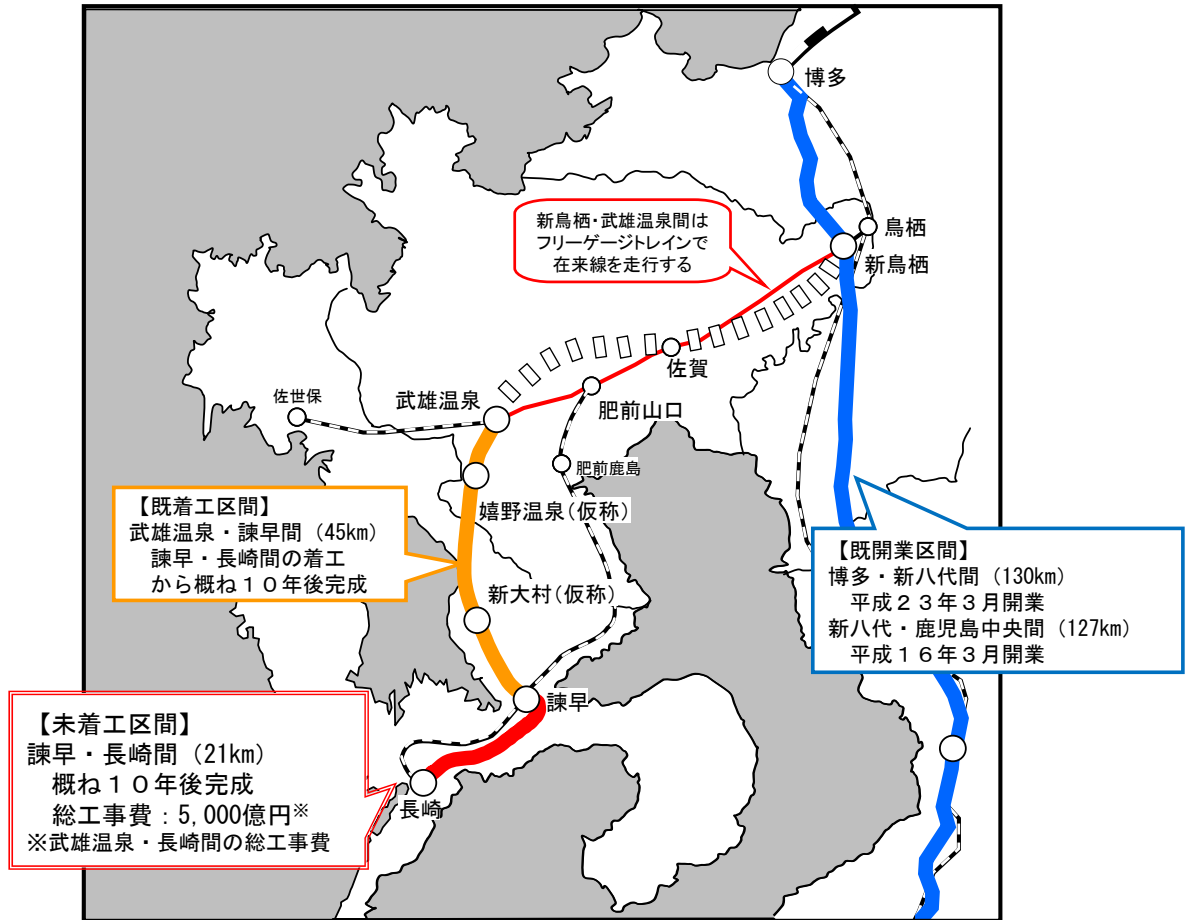 博多
新鳥栖・武雄温泉間は
フリーゲージトレインで
在来線を走行する
鳥栖
新鳥栖
佐賀
佐世保
武雄温泉
肥前山口
肥前鹿島
【既着工区間】
武雄温泉・諫早間(45km)
諫早・長崎間の着工
から概ね10年後完成
嬉野温泉(仮称)
新大村(仮称)
【既開業区間】
博多・新八代間(130km)
平成23年3月開業
新八代・鹿児島中央間(127km)
平成16年3月開業
諫早
【未着工区間】
諫早・長崎間(21km)
概ね10年後完成
総工事費:5,000億円※
※武雄温泉・長崎間の総工事費
長崎